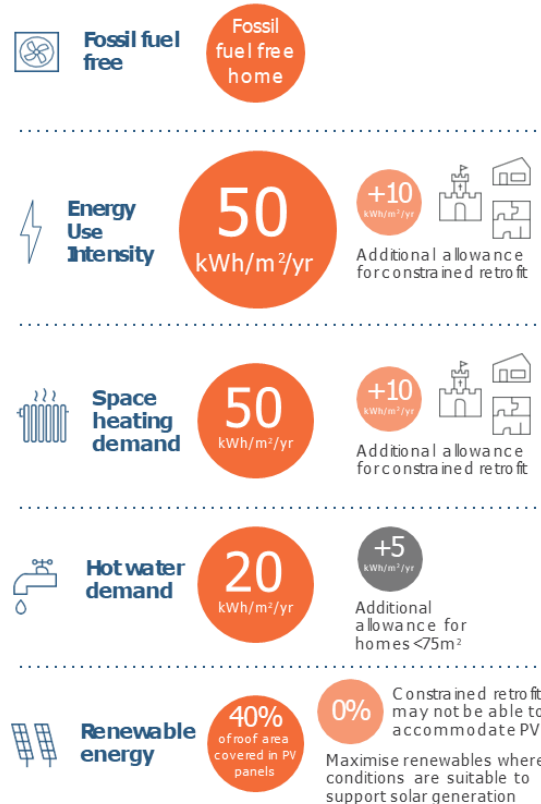 Fossil fuel
free
Fossil
fuel free
home
Energy
Use
Intensity
50
kWh/m²/yr
+10
kWh/m²/yr
Additional allowance
for constrained retrofit
Space
heating
demand
50
kWh/m²/yr
+10
kWh/m²/yr
Additional allowance
for constrained retrofit
Hot water
demand
20
kWh/m²/yr
+5
kWh/m²/yr
Additional
allowance for
homes <75m²
Renewable
energy
40%
of roof area
covered in PV
panels
0%
Constrained retrofit
may not be able to
accommodate PV
Maximise renewables where
conditions are suitable to
support solar generation